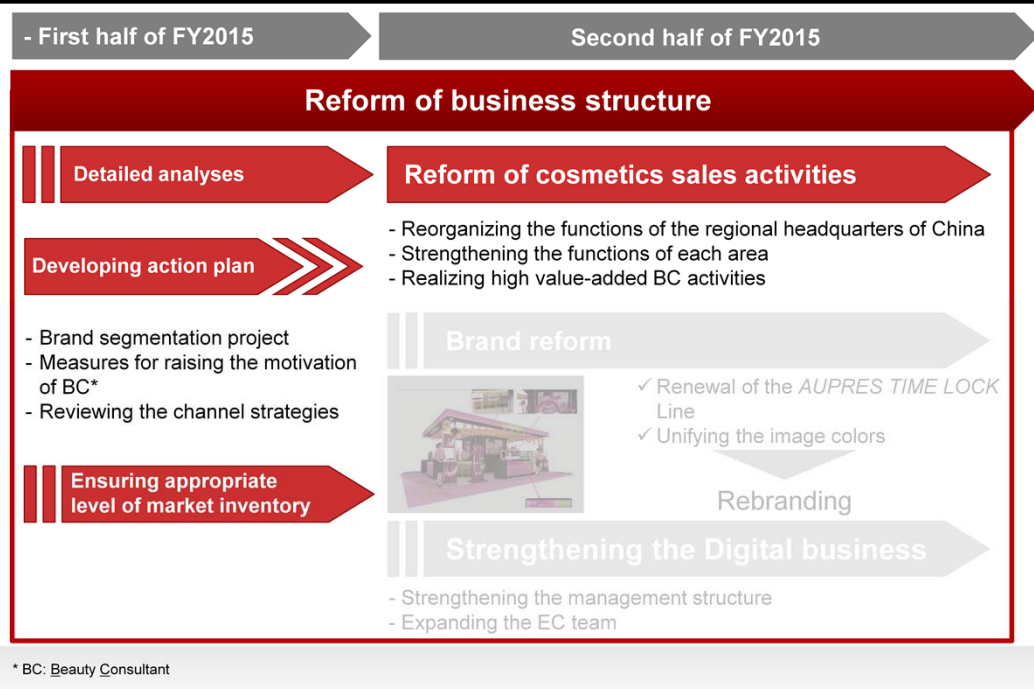 - First half of FY2015
Second half of FY2015
Reform of business structure
Detailed analyses
Developing action plan
- Brand segmentation project
- Measures for raising the motivation
of BC*
- Reviewing the channel strategies
Ensuring appropriate
level of market inventory
Reform of cosmetics sales activities
- Reorganizing the functions of the regional headquarters of China
- Strengthening the functions of each area
- Realizing high value-added BC activities
Brand reform
✓ Renewal of the AUPRES TIME LOCK
Line
✓ Unifying the image colors
Rebranding
Strengthening the Digital business
- Strengthening the management structure
- Expanding the EC team
* BC: Beauty Consultant